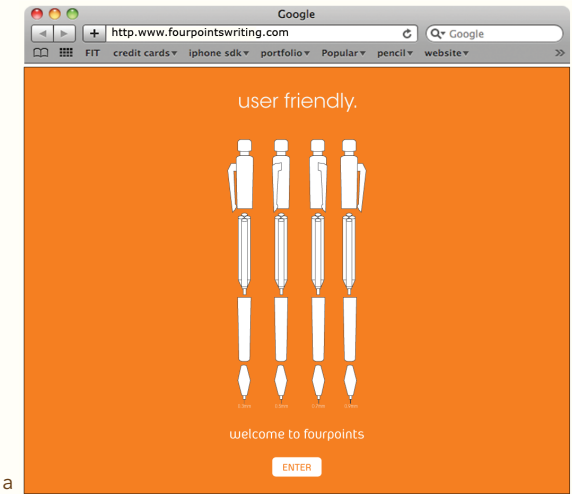 Google
http.www.fourpointswriting.com
Google
FIT credit cards iphone sdk portfolio Popular pencil website
user friendly.
welcome to fourpoints
ENTER
a